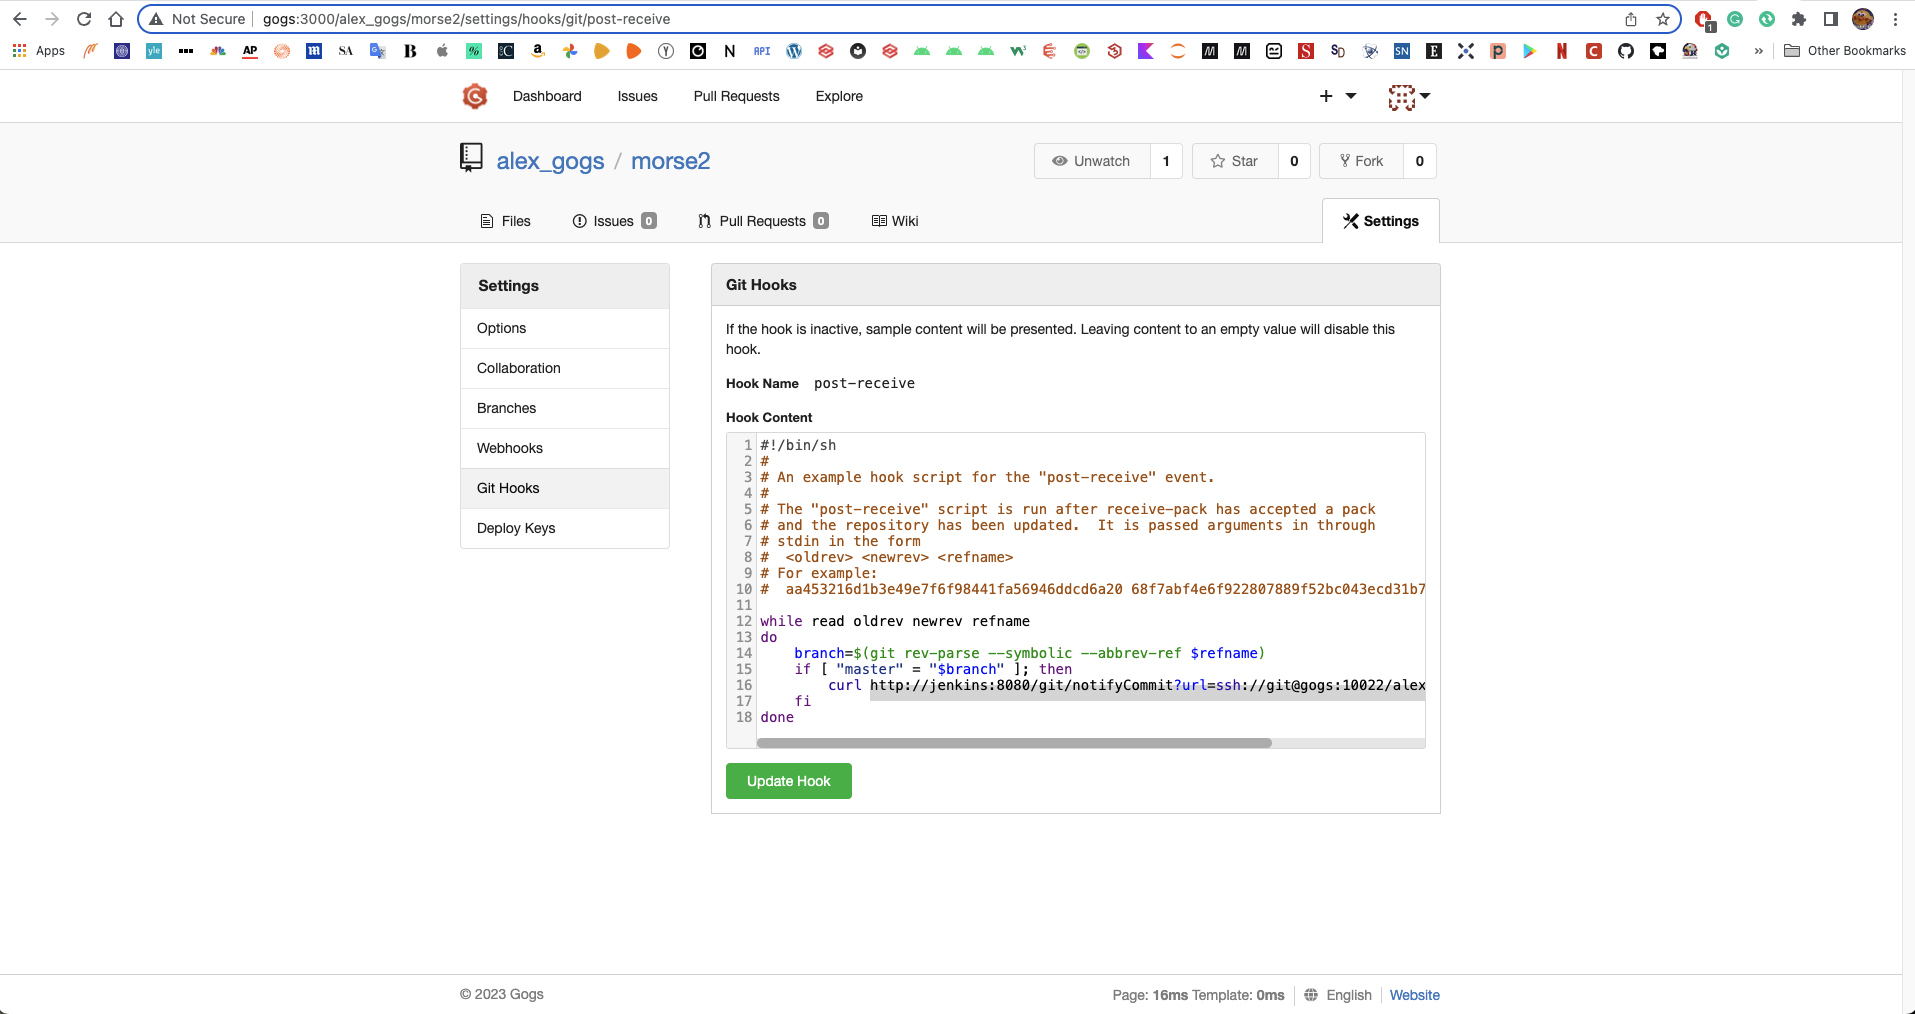 Not Secure gogs:3000/alex_gogs/morse2/settings/hooks/git/post-receive
1
Apps yle AP SA B C a N API W S SD SN E p N C » Other Bookmarks
Dashboard Issues Pull Requests Explore
alex_gogs / morse2 Unwatch 1 Star 0 Fork 0
Files Issues 0 Pull Requests 0 Wiki Settings
Settings
Options
Collaboration
Branches
Webhooks
Git Hooks
Deploy Keys
Git Hooks
If the hook is inactive, sample content will be presented. Leaving content to an empty value will disable this
hook.
Hook Name post-receive
Hook Content
1 #!/bin/sh
2 #
3 # An example hook script for the "post-receive" event.
4 #
5 # The "post-receive" script is run after receive-pack has accepted a pack
6 # and the repository has been updated.  It is passed arguments in through
7 # stdin in the form
8 #  <oldrev> <newrev> <refname>
9 # For example:
10 #  aa453216d1b3e49e7f6f98441fa56946ddcd6a20 68f7abf4e6f922807889f52bc043ecd31b7
11
12 while read oldrev newrev refname
13 do
14     branch=$(git rev-parse --symbolic --abbrev-ref $refname)
15     if [ "master" = "$branch" ]; then
16         curl http://jenkins:8080/git/notifyCommit?url=ssh://git@gogs:10022/alex
17     fi
18 done
Update Hook
© 2023 Gogs
Page: 16ms Template: 0ms English Website